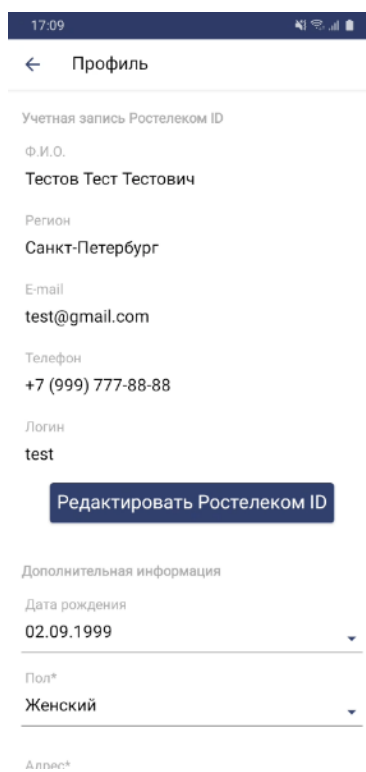 17:09
Профиль
Учетная запись Ростелеком ID
Ф.И.О.
Тестов Тест Тестович
Регион
Санкт-Петербург
E-mail
test@gmail.com
Телефон
+7 (999) 777-88-88
Логин
test
Редактировать Ростелеком ID
Дополнительная информация
Дата рождения
02.09.1999
Пол*
Женский
Адрес*